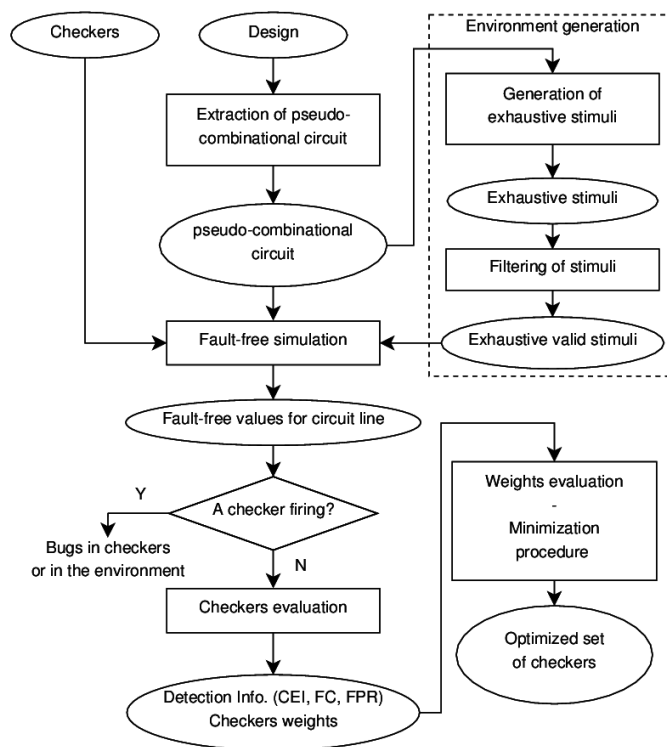 Checkers
Design
Environment generation
Extraction of pseudo-
combinational circuit
Generation of
exhaustive stimuli
Exhaustive stimuli
pseudo-combinational
circuit
Filtering of stimuli
Fault-free simulation
Exhaustive valid stimuli
Fault-free values for circuit line
Y
A checker firing?
Bugs in checkers
or in the environment
N
Checkers evaluation
Detection Info. (CEI, FC, FPR)
Checkers weights
Weights evaluation
-
Minimization
procedure
Optimized set
of checkers